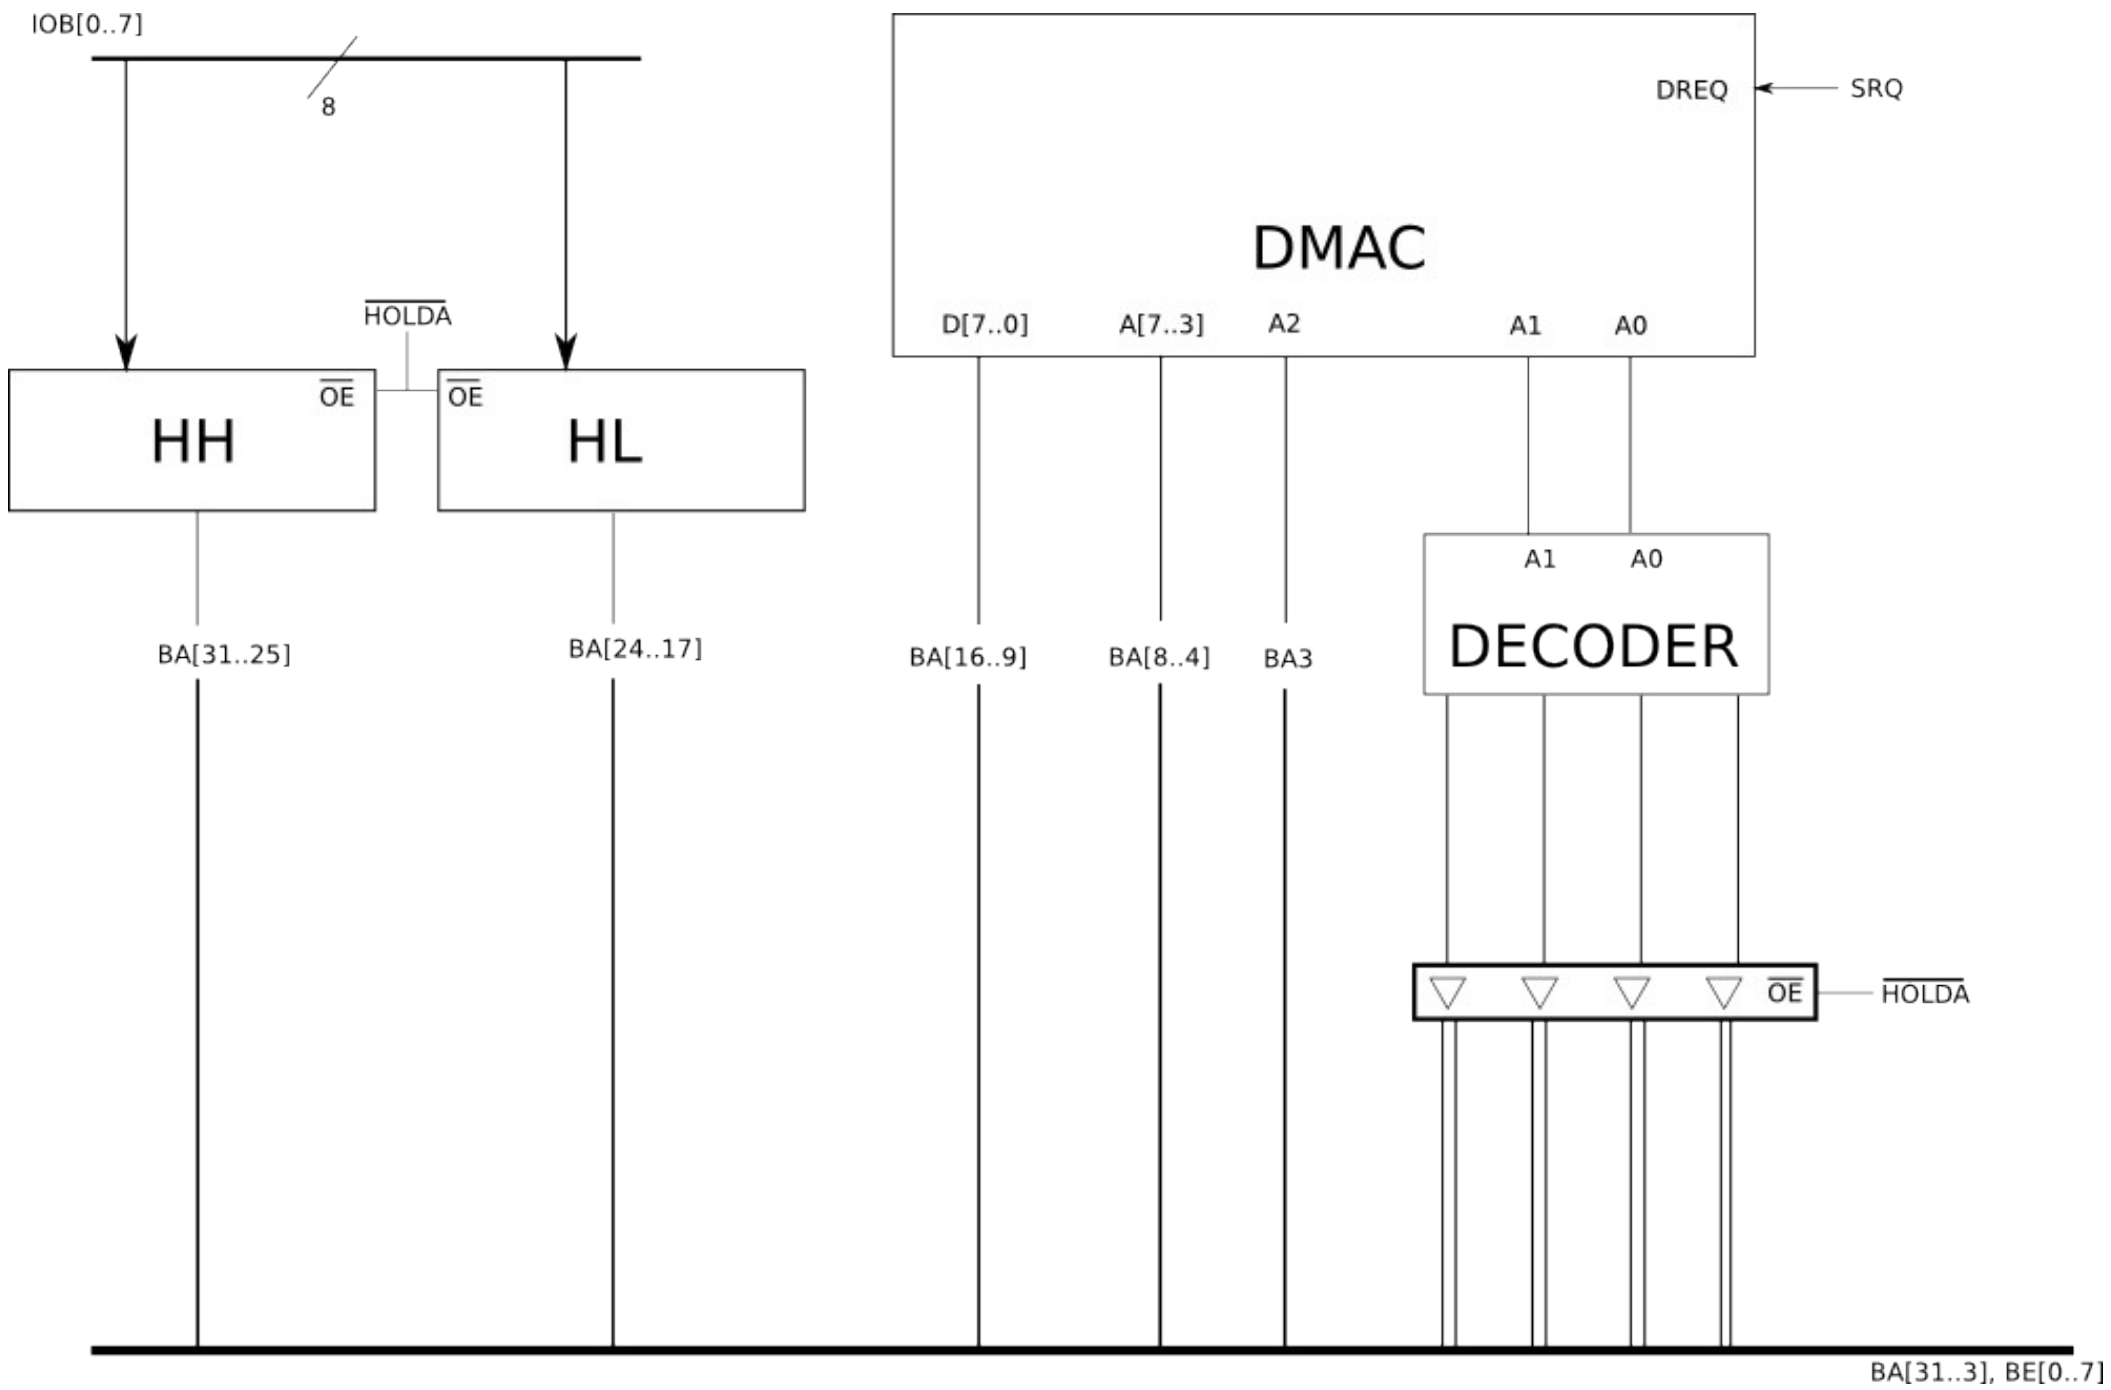 IOB[0..7]
8
DREQ
SRQ
DMAC
HOLDA
D[7..0]
A[7..3]
A2
A1
A0
OE
OE
HH
HL
A1
A0
DECODER
BA[31..25]
BA[24..17]
BA[16..9]
BA[8..4]
BA3
OE
HOLDA
BA[31..3], BE[0..7]